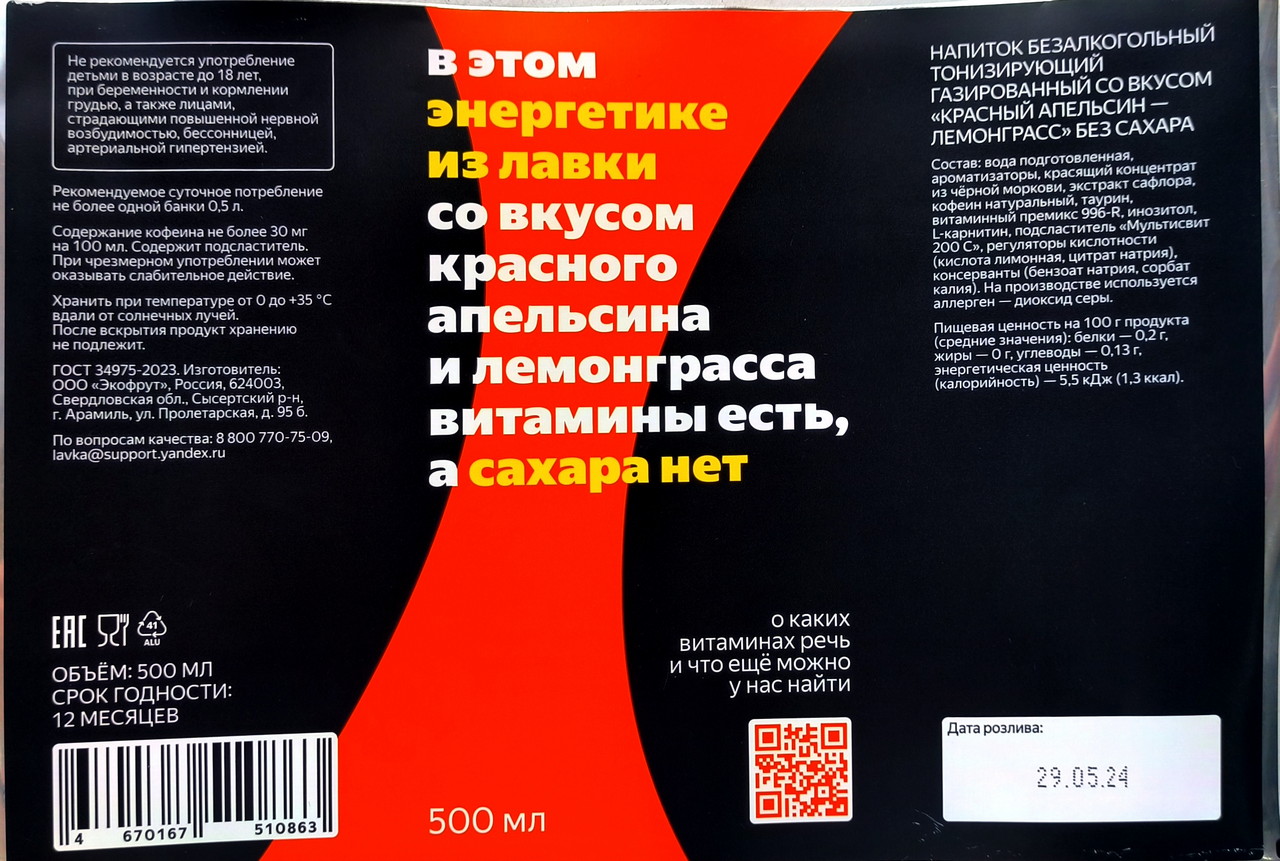 Не рекомендуется употребление
детьми в возрасте до 18 лет,
при беременности и кормлении
грудью, а также лицами,
страдающими повышенной нервной
возбудимостью, бессонницей,
артериальной гипертензией.
Рекомендуемое суточное потребление
не более одной банки 0,5 л.
Содержание кофеина не более 30 мг
на 100 мл. Содержит подсластитель.
При чрезмерном употреблении может
оказывать слабительное действие.
Хранить при температуре от 0 до +35 °C
вдали от солнечных лучей.
После вскрытия продукт хранению
не подлежит.
ГОСТ 34975-2023. Изготовитель:
ООО «Экофрут», Россия, 624003,
Свердловская обл., Сысертский р-н,
г. Арамиль, ул. Пролетарская, д. 95 б.
По вопросам качества: 8 800 770-75-09,
lavka@support.yandex.ru
EAC
41
ALU
ОБЪЁМ: 500 МЛ
СРОК ГОДНОСТИ:
12 МЕСЯЦЕВ
4 670167 510863
в этом
энергетике
из лавки
со вкусом
красного
апельсина
и лемонграсса
витамины есть,
а сахара нет
500 мл
о каких
витаминах речь
и что ещё можно
у нас найти
НАПИТОК БЕЗАЛКОГОЛЬНЫЙ
ТОНИЗИРУЮЩИЙ
ГАЗИРОВАННЫЙ СО ВКУСОМ
«КРАСНЫЙ АПЕЛЬСИН —
ЛЕМОНГРАСС» БЕЗ САХАРА
Состав: вода подготовленная,
ароматизаторы, красящий концентрат
из чёрной моркови, экстракт сафлора,
кофеин натуральный, таурин,
витаминный премикс 996-R, инозитол,
L-карнитин, подсластитель «Мультисвит
200 С», регуляторы кислотности
(кислота лимонная, цитрат натрия),
консерванты (бензоат натрия, сорбат
калия). На производстве используется
аллерген — диоксид серы.
Пищевая ценность на 100 г продукта
(средние значения): белки — 0,2 г,
жиры — 0 г, углеводы — 0,13 г,
энергетическая ценность
(калорийность) — 5,5 кДж (1,3 ккал).
Дата розлива:
29.05.24